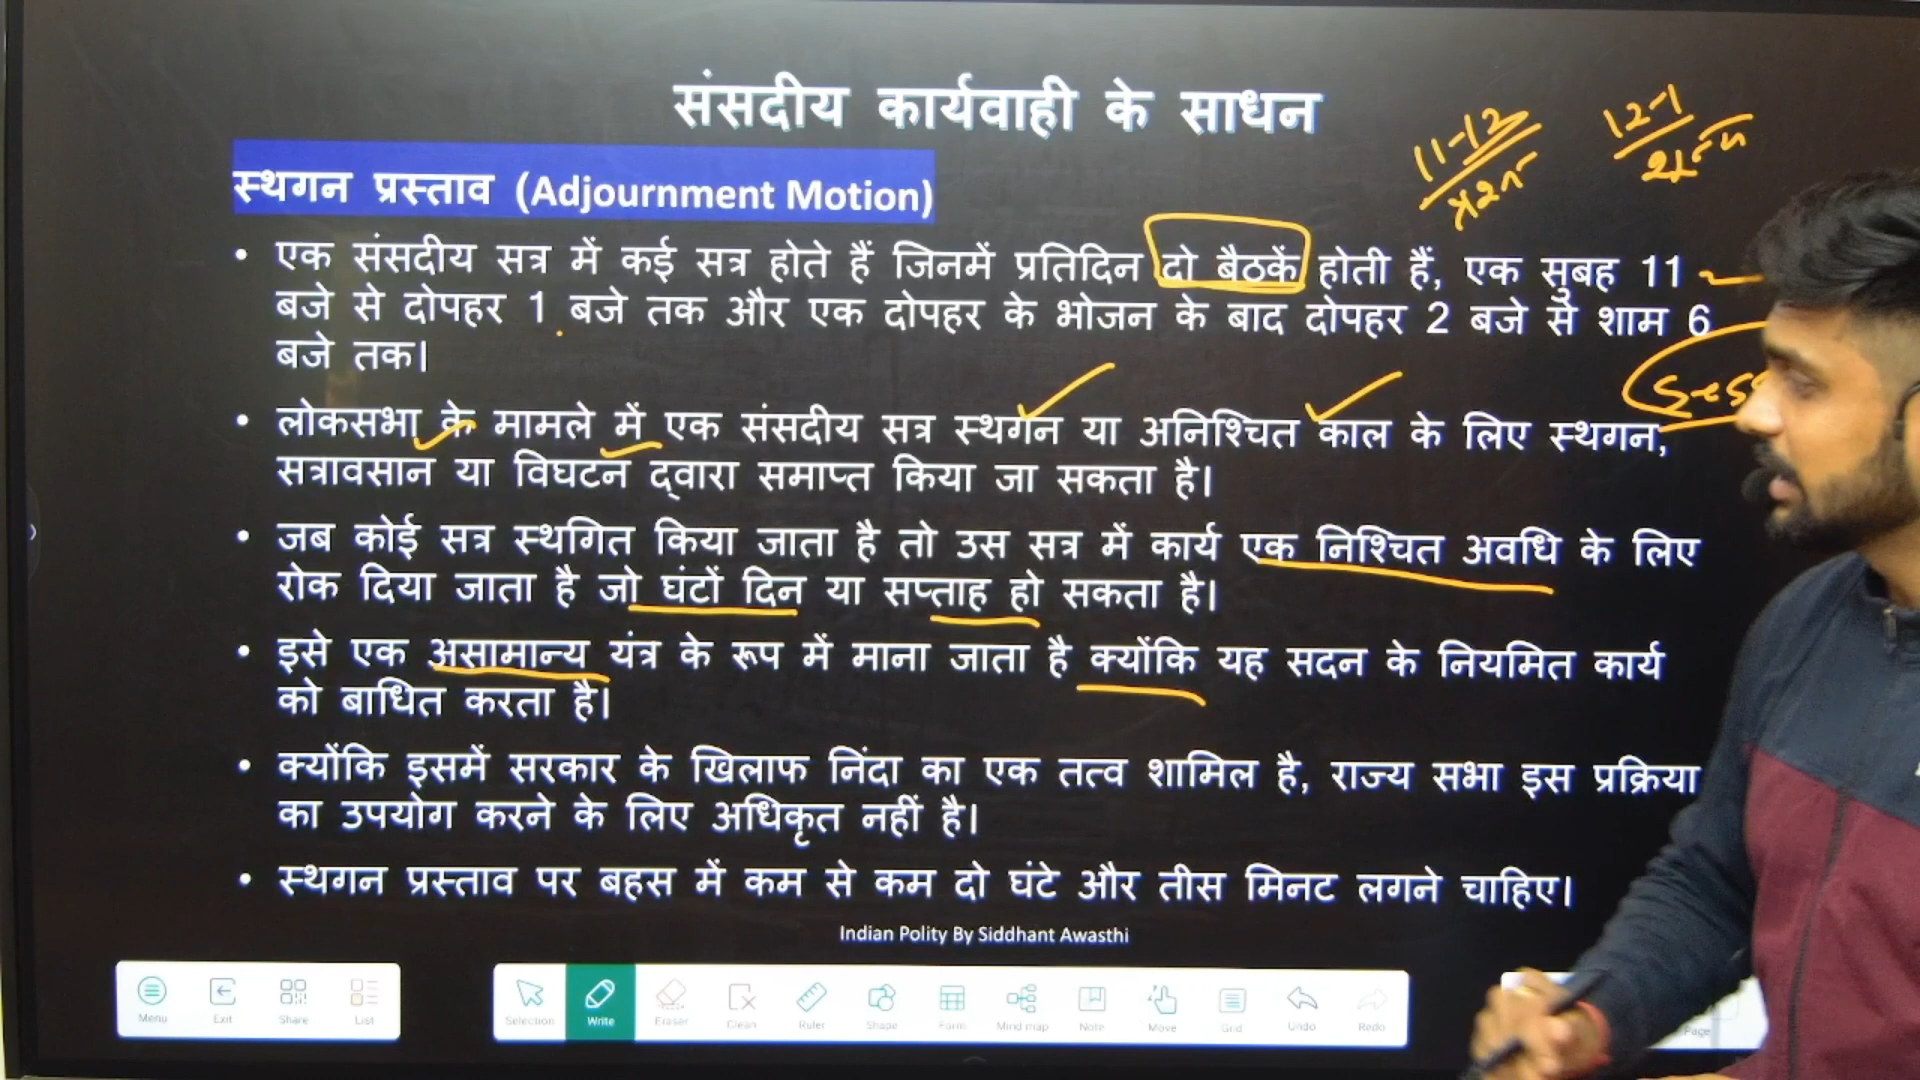 संसदीय कार्यवाही के साधन
11-12
12-1
स्थगन प्रस्ताव (Adjournment Motion)
• एक संसदीय सत्र में कई सत्र होते हैं जिनमें प्रतिदिन दो बैठकें होती हैं, एक सुबह 11
बजे से दोपहर 1 बजे तक और एक दोपहर के भोजन के बाद दोपहर 2 बजे से शाम 6
बजे तक।
• लोकसभा के मामले में एक संसदीय सत्र स्थगन या अनिश्चित काल के लिए स्थगन,
सत्रावसान या विघटन द्वारा समाप्त किया जा सकता है।
• जब कोई सत्र स्थगित किया जाता है तो उस सत्र में कार्य एक निश्चित अवधि के लिए
रोक दिया जाता है जो घंटों दिन या सप्ताह हो सकता है।
• इसे एक असामान्य यंत्र के रूप में माना जाता है क्योंकि यह सदन के नियमित कार्य
को बाधित करता है।
• क्योंकि इसमें सरकार के खिलाफ निंदा का एक तत्व शामिल है, राज्य सभा इस प्रक्रिया
का उपयोग करने के लिए अधिकृत नहीं है।
• स्थगन प्रस्ताव पर बहस में कम से कम दो घंटे और तीस मिनट लगने चाहिए।
Indian Polity By Siddhant Awasthi
Menu Exit Share List Selection Write Eraser Clean Ruler Shape Form Mind map Note Move Grid Undo Redo Page